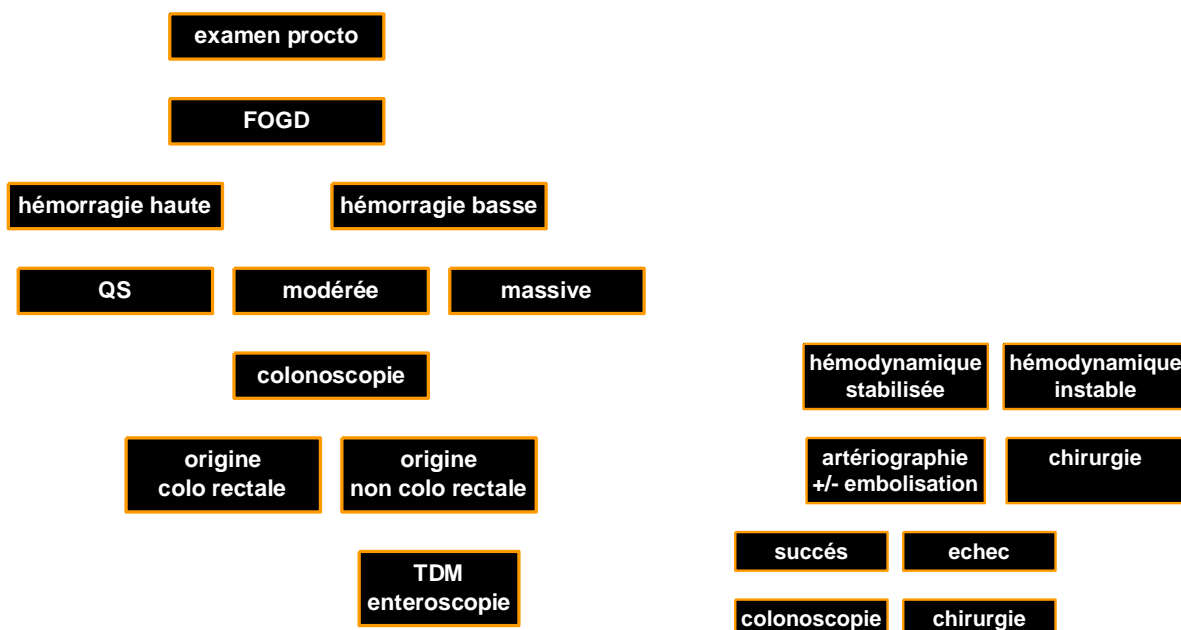 examen procto
FOGD
hémorragie haute
hémorragie basse
QS
modérée
massive
colonoscopie
hémodynamique
stabilisée
hémodynamique
instable
origine
colo rectale
origine
non colo rectale
artériographie
+/- embolisation
chirurgie
TDM
enteroscopie
succés
echec
colonoscopie
chirurgie